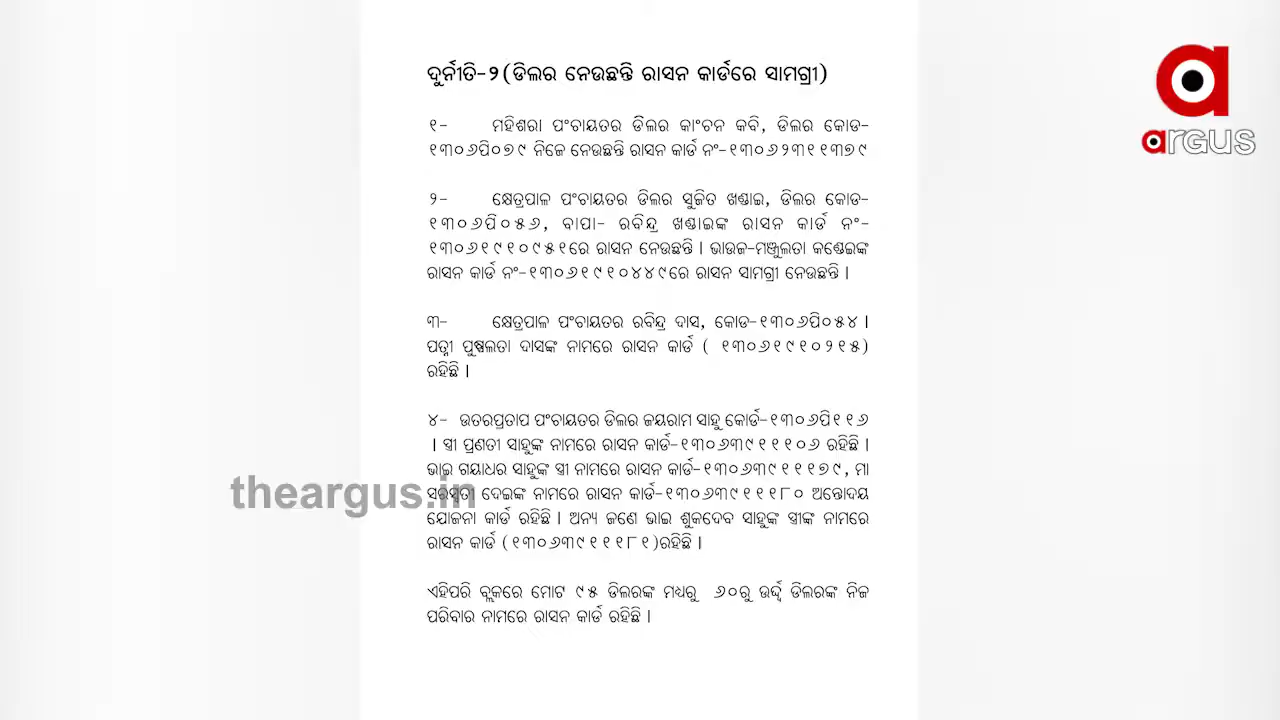 ଦୁର୍ନୀତି-୨(ଡିଲର ନେଉଛନ୍ତି ରାସନ କାର୍ଡରେ ସାମଗ୍ରୀ)
୧- ମହିଶରା ପଂଚାୟତର ଡିଲର କାଂଚନ କବି, ଡିଲର କୋଡ-
୧୩୦୬ପି୦୭୯ ନିଜେ ନେଉଛନ୍ତି ରାସନ କାର୍ଡ ନଂ-୧୩୦୬୨୩୧୧୩୭୯
୨- କ୍ଷେତ୍ରପାଳ ପଂଚାୟତର ଡିଲର ସୁଜିତ ଖଣ୍ଡାଇ, ଡିଲର କୋଡ-
୧୩୦୬ପି୦୫୬, ବାପା- ରବିନ୍ଦ୍ର ଖଣ୍ଡାଇଙ୍କ ରାସନ କାର୍ଡ ନଂ-
୧୩୦୬୧୯୧୦୯୫୧ରେ ରାସନ ନେଉଛନ୍ତି । ଭାଉଜ-ମଞ୍ଜୁଲତା କଣ୍ଡେଇଙ୍କ
ରାସନ କାର୍ଡ ନଂ-୧୩୦୬୧୯୧୦୪୪୯ରେ ରାସନ ସାମଗ୍ରୀ ନେଉଛନ୍ତି ।
୩- କ୍ଷେତ୍ରପାଳ ପଂଚାୟତର ରବିନ୍ଦ୍ର ଦାସ, କୋଡ-୧୩୦୬ପି୦୫୪ ।
ପତ୍ନୀ ପୁଷ୍ପଲତା ଦାସଙ୍କ ନାମରେ ରାସନ କାର୍ଡ ( ୧୩୦୬୧୯୧୦୨୧୫)
ରହିଛି ।
୪- ଉତରପ୍ରତାପ ପଂଚାୟତର ଡିଲର ଜୟରାମ ସାହୁ କୋର୍ଡ-୧୩୦୬ପି୧୧୬
। ସ୍ତ୍ରୀ ପ୍ରଣତୀ ସାହୁଙ୍କ ନାମରେ ରାସନ କାର୍ଡ-୧୩୦୬୩୯୧୧୧୦୬ ରହିଛି ।
ଭାଇ ଗୟାଧର ସାହୁଙ୍କ ସ୍ତ୍ରୀ ନାମରେ ରାସନ କାର୍ଡ-୧୩୦୬୩୯୧୧୧୭୯, ମା
ସରସ୍ବତୀ ଦେଇଙ୍କ ନାମରେ ରାସନ କାର୍ଡ-୧୩୦୬୩୯୧୧୧୮୦ ଅନ୍ତୋଦୟ
ଯୋଜନା କାର୍ଡ ରହିଛି । ଅନ୍ୟ ଜଣେ ଭାଇ ଶୁକଦେବ ସାହୁଙ୍କ ସ୍ତ୍ରୀଙ୍କ ନାମରେ
ରାସନ କାର୍ଡ (୧୩୦୬୩୯୧୧୧୮୧)ରହିଛି ।
ଏହିପରି ବ୍ଲକରେ ମୋଟ ୯୫ ଡିଲରଙ୍କ ମଧ୍ୟରୁ ୬୦ରୁ ଉର୍ଦ୍ଧ୍ବ ଡିଲରଙ୍କ ନିଜ
ପରିବାର ନାମରେ ରାସନ କାର୍ଡ ରହିଛି ।
argus
theargus.in